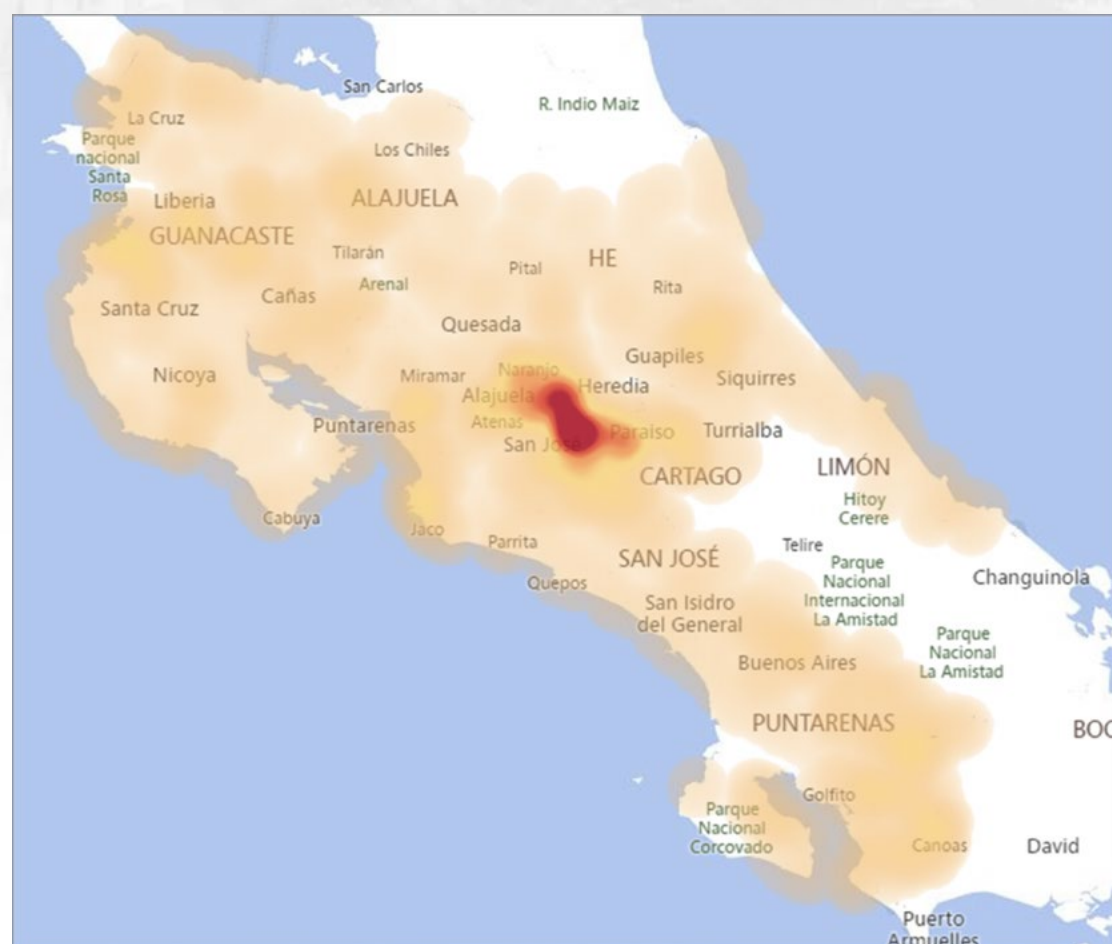 San Carlos
R. Indio Maiz
La Cruz
Parque
nacional
Santa
Rosa
Los Chiles
Liberia
ALAJUELA
GUANACASTE
Tilarán
HE
Pital
Arenal
Rita
Santa Cruz
Cañas
Quesada
Guapiles
Nicoya
Miramar
Naranjo
Heredia
Siquirres
Alajuela
Atenas
Puntarenas
San José
Paraiso
Turrialba
CARTAGO
LIMÓN
Hitoy
Cerere
Cabuya
Jaco
Parrita
SAN JOSÉ
Telire
Parque
Nacional
Internacional
La Amistad
Changuinola
Quepos
San Isidro
del General
Parque
Nacional
La Amistad
Buenos Aires
PUNTARENAS
BOC
Golfito
Parque
Nacional
Corcovado
Canoas
David
Puerto
Armuelles